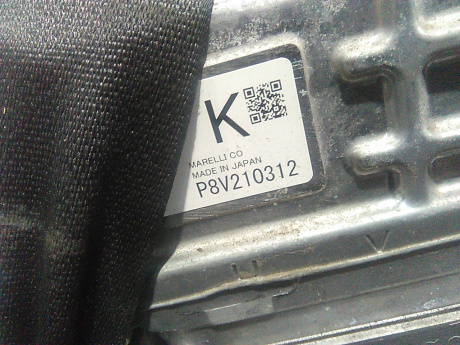 K
MARELLI CO
MADE IN JAPAN
P8V210312
U V